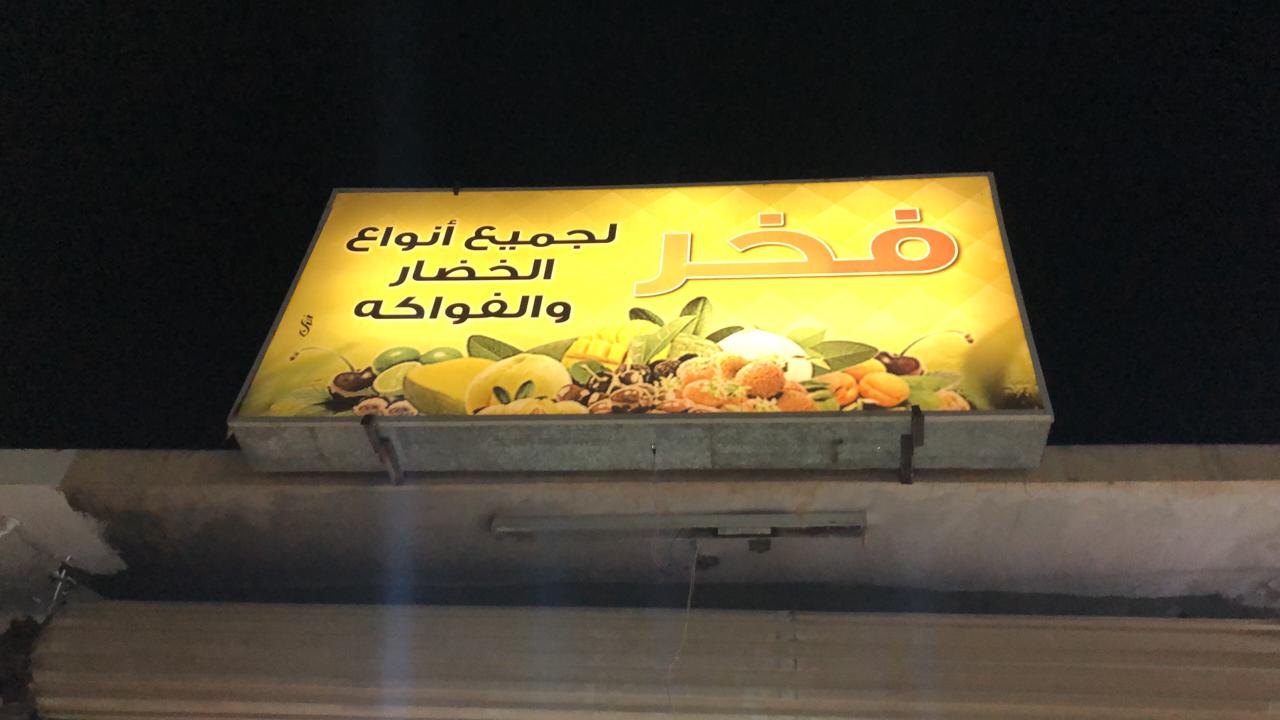 فخر
لجميع أنواع
الخضار
والفواكه